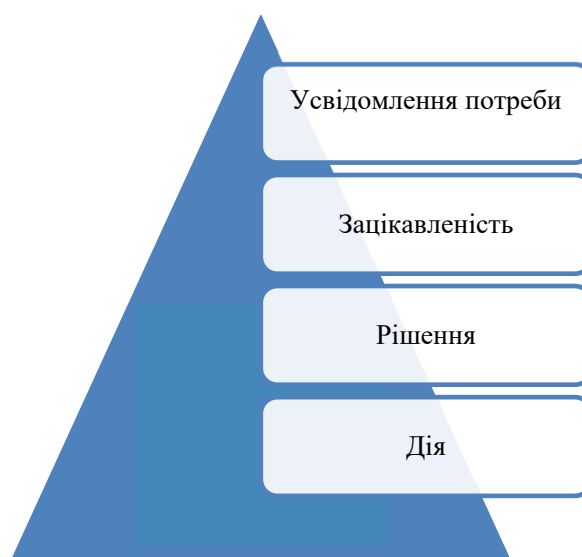 Усвідомлення потреби
Зацікавленість
Рішення
Дія